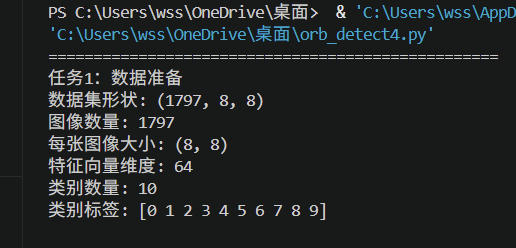 PS C:\Users\wss\OneDrive\桌面>  & 'C:\Users\wss\AppD
'C:\Users\wss\OneDrive\桌面\orb_detect4.py'
==================================================
任务1: 数据准备
数据集形状: (1797, 8, 8)
图像数量: 1797
每张图像大小: (8, 8)
特征向量维度: 64
类别数量: 10
类别标签: [0 1 2 3 4 5 6 7 8 9]